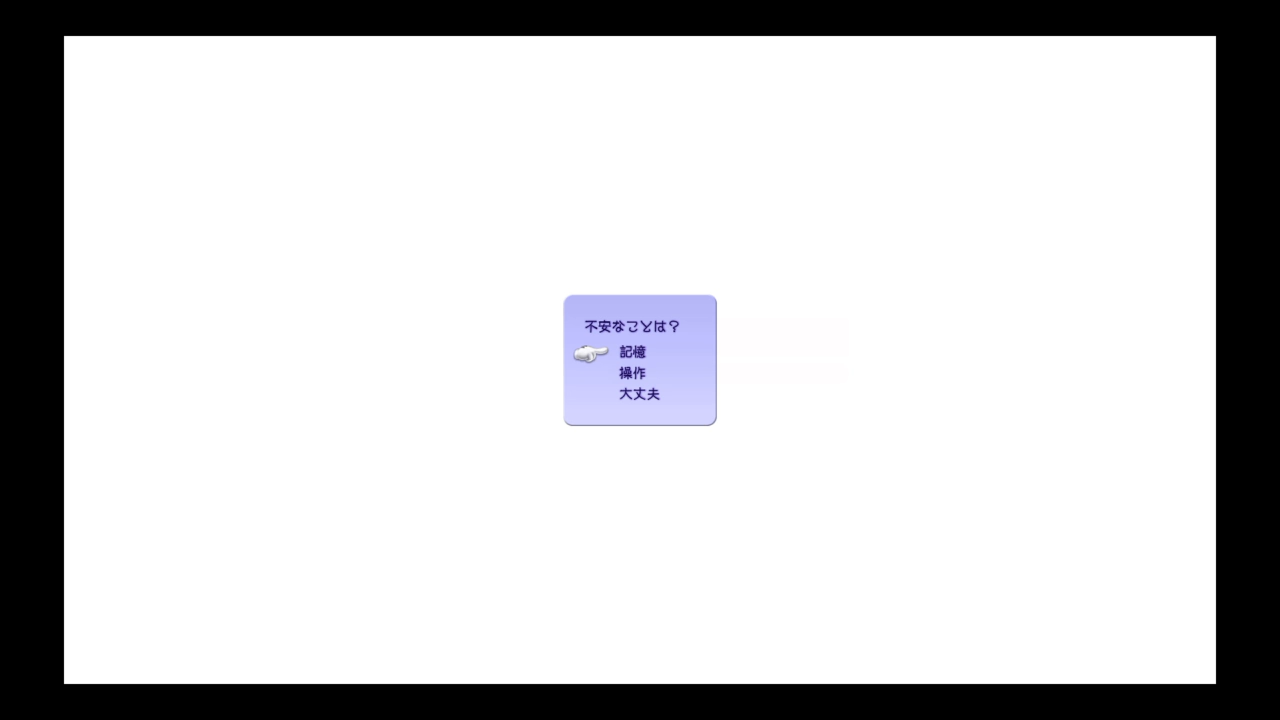 不安なことは？
記憶
操作
大丈夫